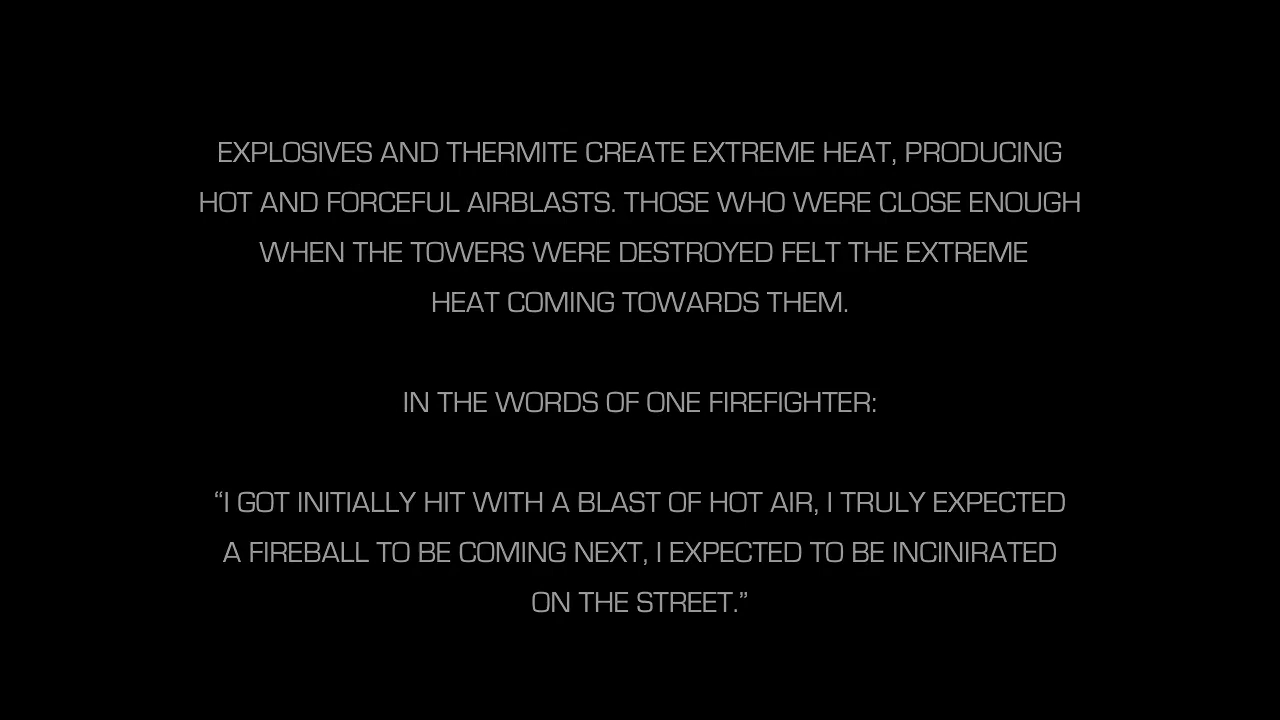 EXPLOSIVES AND THERMITE CREATE EXTREME HEAT, PRODUCING
HOT AND FORCEFUL AIRBLASTS. THOSE WHO WERE CLOSE ENOUGH
WHEN THE TOWERS WERE DESTROYED FELT THE EXTREME
HEAT COMING TOWARDS THEM.
IN THE WORDS OF ONE FIREFIGHTER:
“I GOT INITIALLY HIT WITH A BLAST OF HOT AIR, I TRULY EXPECTED
A FIREBALL TO BE COMING NEXT, I EXPECTED TO BE INCINIRATED
ON THE STREET.”